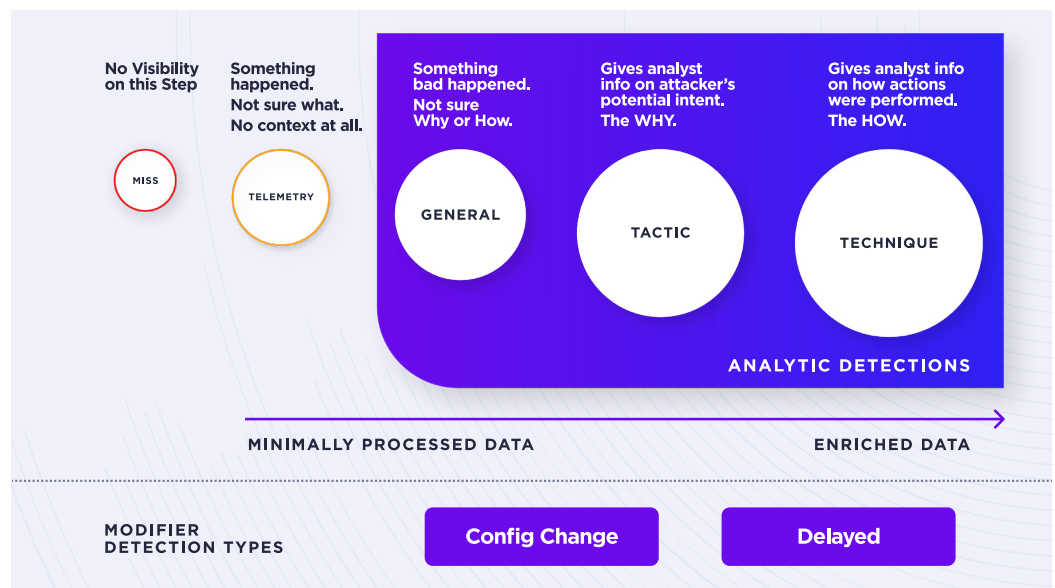 No Visibility
on this Step
MISS
Something
happened.
Not sure what.
No context at all.
TELEMETRY
Something
bad happened.
Not sure
Why or How.
GENERAL
Gives analyst
info on attacker's
potential intent.
The WHY.
TACTIC
Gives analyst info
on how actions
were performed.
The HOW.
TECHNIQUE
ANALYTIC DETECTIONS
MINIMALLY PROCESSED DATA
ENRICHED DATA
MODIFIER
DETECTION TYPES
Config Change
Delayed